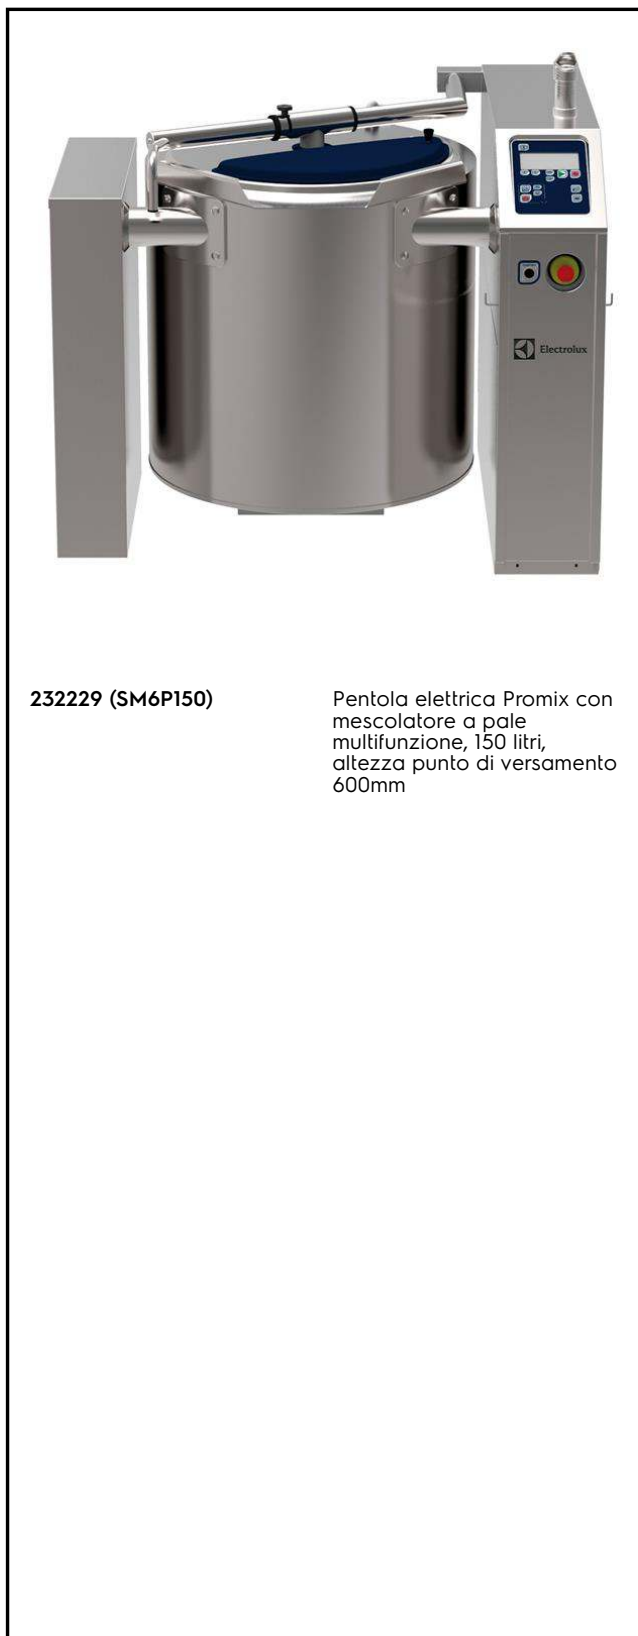 Electrolux
232229 (SM6P150)
Pentola elettrica Promix con
mescolatore a pale
multifunzione, 150 litri,
altezza punto di versamento
600mm